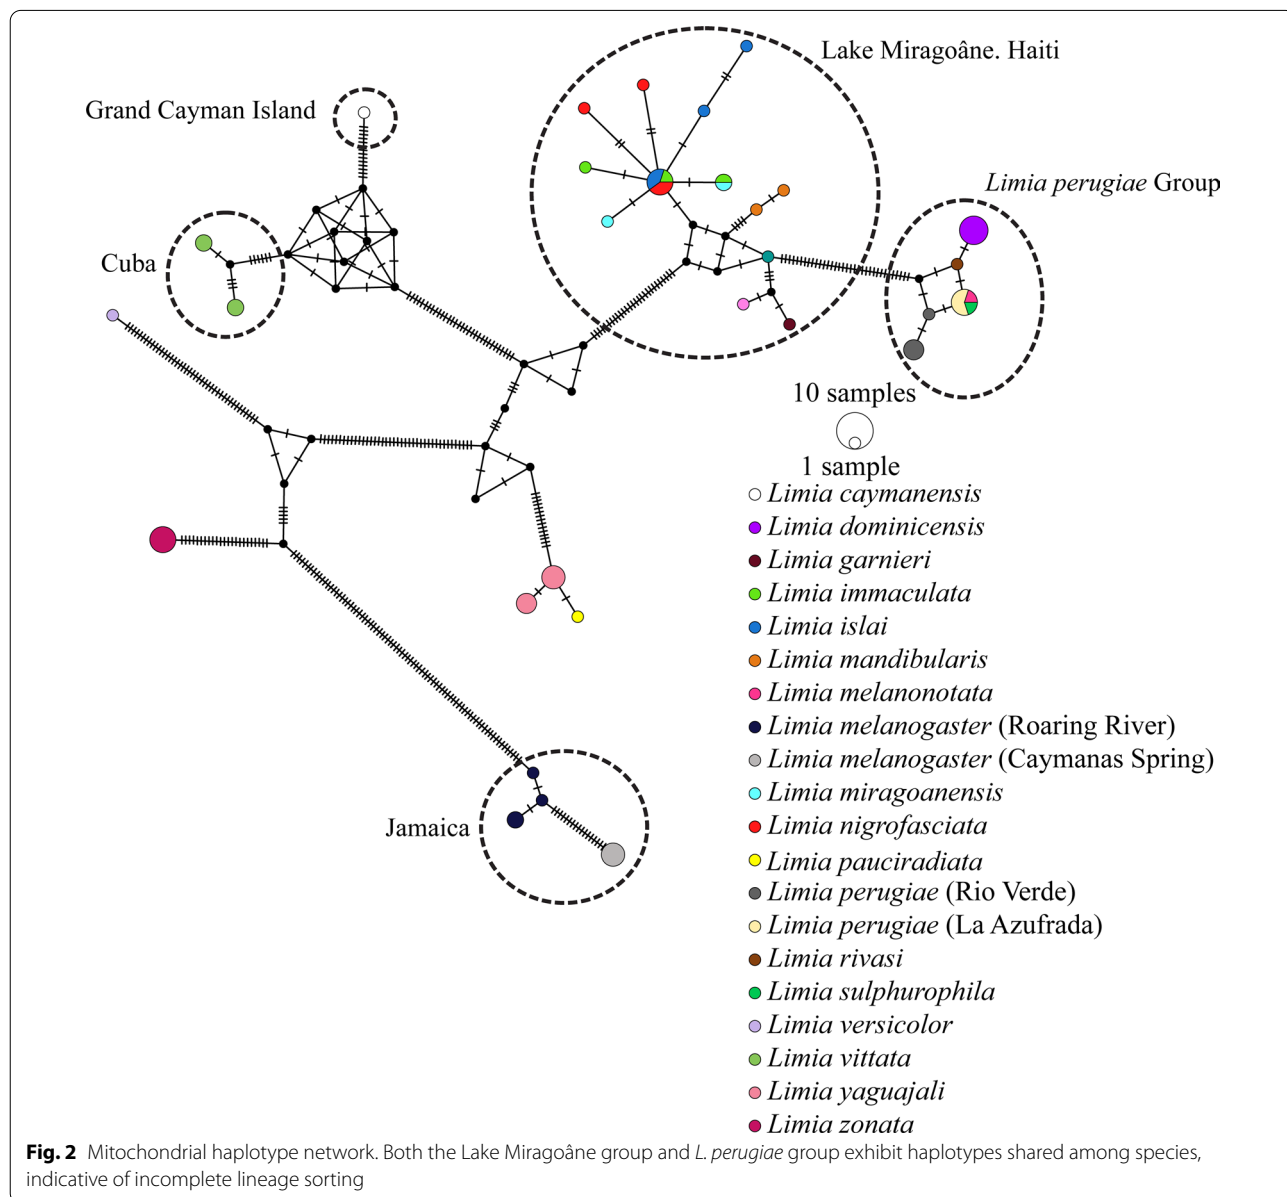 Lake Miragoâne. Haiti
Grand Cayman Island
Limia perugiae Group
Cuba
10 samples
1 sample
Limia caymanensis
Limia dominicensis
Limia garnieri
Limia immaculata
Limia islai
Limia mandibularis
Limia melanonotata
Limia melanogaster (Roaring River)
Limia melanogaster (Caymanas Spring)
Limia miragoanensis
Limia nigrofasciata
Limia pauciradiata
Limia perugiae (Rio Verde)
Limia perugiae (La Azufrada)
Limia rivasi
Limia sulphurophila
Limia versicolor
Limia vittata
Limia yaguajali
Limia zonata
Jamaica
Fig. 2 Mitochondrial haplotype network. Both the Lake Miragoâne group and L. perugiae group exhibit haplotypes shared among species,
indicative of incomplete lineage sorting